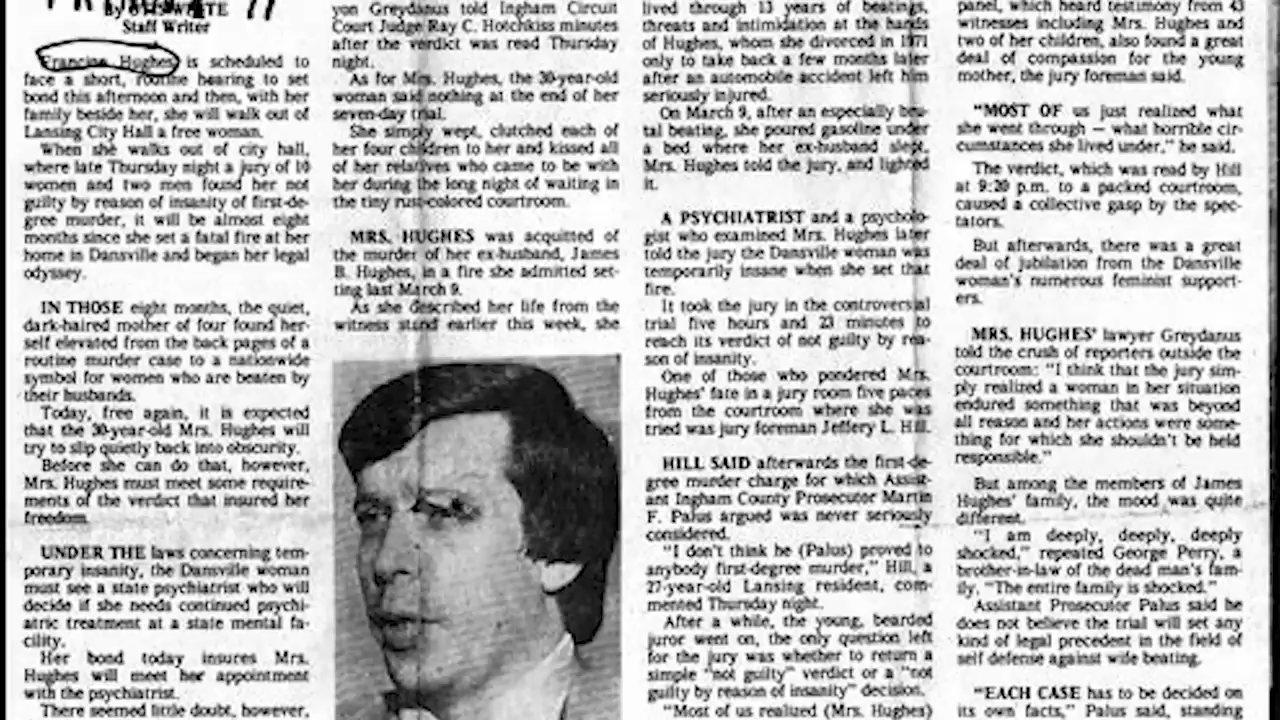 Staff Writer
Francine Hughes is scheduled to
face a short, routine hearing to set
bond this afternoon and then, with her
family beside her, she will walk out of
Lansing City Hall a free woman.
When she walks out of city hall,
where late Thursday night a jury of 10
women and two men found her not
guilty by reason of insanity of first-de-
gree murder, it will be almost eight
months since she set a fatal fire at her
home in Dansville and began her legal
odyssey.
IN THOSE eight months, the quiet,
dark-haired mother of four found her-
self elevated from the back pages of a
routine murder case to a nationwide
symbol for women who are beaten by
their husbands.
Today, free again, it is expected
that the 30-year-old Mrs. Hughes will
try to slip quietly back into obscurity.
Before she can do that, however,
Mrs. Hughes must meet some require-
ments of the verdict that insured her
freedom.
UNDER THE laws concerning tem-
porary insanity, the Dansville woman
must see a state psychiatrist who will
decide if she needs continued psychi-
atric treatment at a state mental fa-
cility.
Her bond today insures Mrs.
Hughes will meet her appointment
with the psychiatrist.
There seemed little doubt, however,
yon Greydanus told Ingham Circuit
Court Judge Ray C. Hotchkiss minutes
after the verdict was read Thursday
night.
As for Mrs. Hughes, the 30-year-old
woman said nothing at the end of her
seven-day trial.
She simply wept, clutched each of
her four children to her and kissed all
of her relatives who came to be with
her during the long night of waiting in
the tiny rust-colored courtroom.
MRS. HUGHES was acquitted of
the murder of her ex-husband, James
B. Hughes, in a fire she admitted set-
ting last March 9.
As she described her life from the
witness stand earlier this week, she
lived through 13 years of beatings,
threats and intimidation at the hands
of Hughes, whom she divorced in 1971
only to take back a few months later
after an automobile accident left him
seriously injured.
On March 9, after an especially bru-
tal beating, she poured gasoline under
a bed where her ex-husband slept,
Mrs. Hughes told the jury, and lighted
it.
A PSYCHIATRIST and a psycholo-
gist who examined Mrs. Hughes later
told the jury the Dansville woman was
temporarily insane when she set that
fire.
It took the jury in the controversial
trial five hours and 23 minutes to
reach its verdict of not guilty by rea-
son of insanity.
One of those who pondered Mrs.
Hughes' fate in a jury room five paces
from the courtroom where she was
tried was jury foreman Jeffery L. Hill.
HILL SAID afterwards the first-de-
gree murder charge for which Assist-
ant Ingham County Prosecutor Martin
F. Palus argued was never seriously
considered.
"I don't think he (Palus) proved to
anybody first-degree murder," Hill, a
27-year-old Lansing resident, com-
mented Thursday night.
After a while, the young, bearded
juror went on, the only question left
for the jury was whether to return a
simple "not guilty" verdict or a "not
guilty by reason of insanity" decision.
"Most of us realized (Mrs. Hughes)
panel, which heard testimony from 43
witnesses including Mrs. Hughes and
two of her children, also found a great
deal of compassion for the young
mother, the jury foreman said.
"MOST OF us just realized what
she went through — what horrible cir-
cumstances she lived under," he said.
The verdict, which was read by Hill
at 9:20 p.m. to a packed courtroom,
caused a collective gasp by the spec-
tators.
But afterwards, there was a great
deal of jubilation from the Dansville
woman's numerous feminist support-
ers.
MRS. HUGHES' lawyer Greydanus
told the crush of reporters outside the
courtroom: "I think that the jury sim-
ply realized a woman in her situation
endured something that was beyond
all reason and her actions were some-
thing for which she shouldn't be held
responsible."
But among the members of James
Hughes' family, the mood was quite
different.
"I am deeply, deeply, deeply
shocked," repeated George Perry, a
brother-in-law of the dead man's fam-
ily. "The entire family is shocked."
Assistant Prosecutor Palus said he
does not believe the trial will set any
kind of legal precedent in the field of
self defense against wife beating.
"EACH CASE has to be decided on
its own facts," Palus said, standing